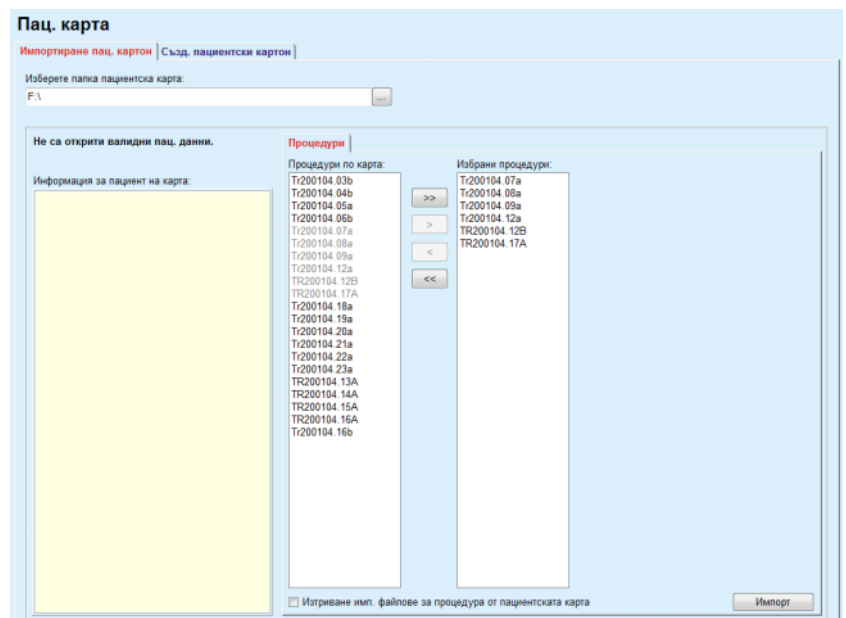 Пац. карта
Импортиране пац. картон
Създ. пациентски картон
Изберете папка пациентска карта:
F:\
...
Не са открити валидни пац. данни.
Информация за пациент на карта:
Процедури
Процедури по карта:
Tr200104.03b
Tr200104.04b
Tr200104.05a
Tr200104.06b
Tr200104.07a
Tr200104.08a
Tr200104.09a
Tr200104.12a
TR200104.12B
TR200104.17A
Tr200104.18a
Tr200104.19a
Tr200104.20a
Tr200104.21a
Tr200104.22a
Tr200104.23a
TR200104.13A
TR200104.14A
TR200104.15A
TR200104.16A
Tr200104.16b
>>
>
<
<<
Избрани процедури:
Tr200104.07a
Tr200104.08a
Tr200104.09a
Tr200104.12a
TR200104.12B
TR200104.17A
Изтриване имп. файлове за процедура от пациентската карта
Импорт